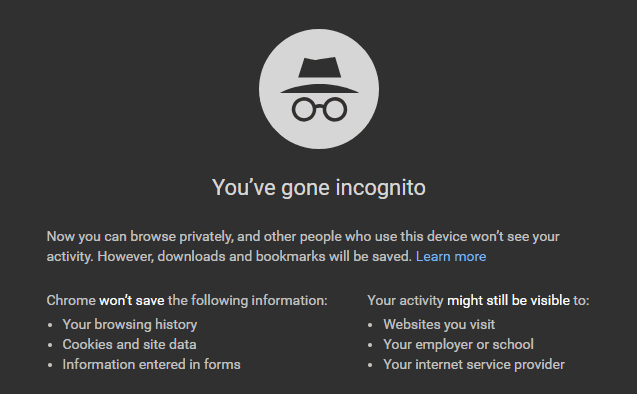 You’ve gone incognito
Now you can browse privately, and other people who use this device won’t see your
activity. However, downloads and bookmarks will be saved. Learn more
Chrome won’t save the following information:
• Your browsing history
• Cookies and site data
• Information entered in forms
Your activity might still be visible to:
• Websites you visit
• Your employer or school
• Your internet service provider